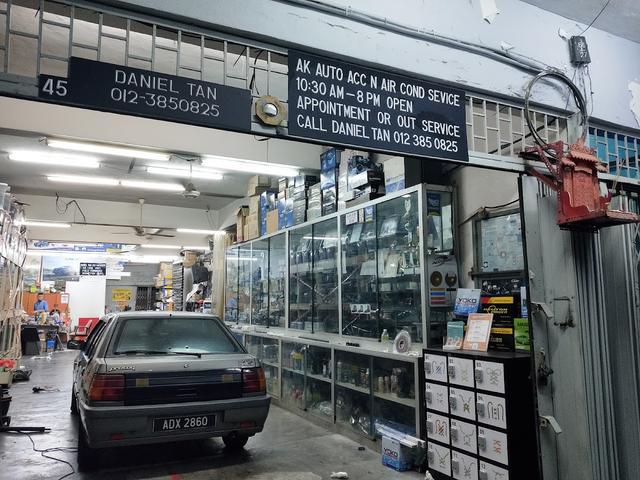 45
DANIEL TAN
012-3850825
AK AUTO ACC N AIR COND SEVICE
10:30 AM – 8 PM OPEN
APPOINTMENT OR OUT SERVICE
CALL DANIEL TAN 012 385 0825
ADX 2860
YOKO